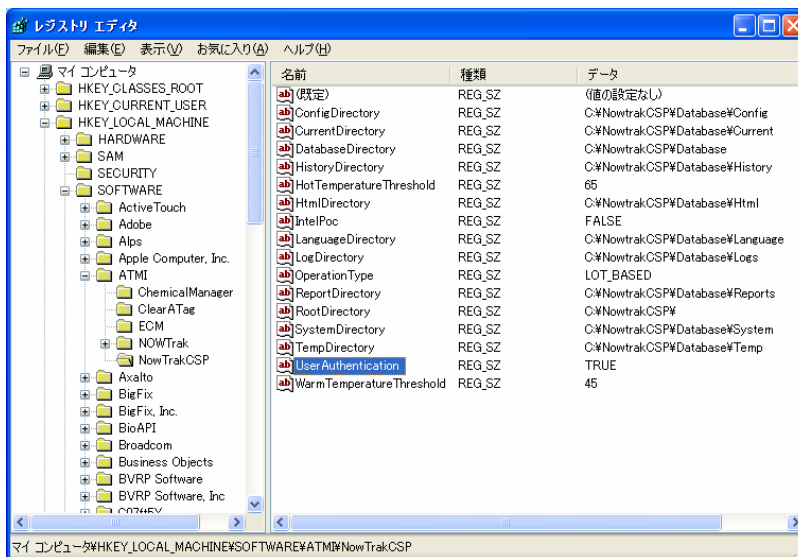 レジストリ エディタ
ファイル(F) 編集(E) 表示(V) お気に入り(A) ヘルプ(H)
マイ コンピュータ
HKEY_CLASSES_ROOT
HKEY_CURRENT_USER
HKEY_LOCAL_MACHINE
HARDWARE
SAM
SECURITY
SOFTWARE
ActiveTouch
Adobe
Alps
Apple Computer, Inc.
ATMI
ChemicalManager
ClearATag
ECM
NOWTrak
NowTrakCSP
Axalto
BigFix
BigFix, Inc.
BioAPI
Broadcom
Business Objects
BVRP Software
BVRP Software, Inc
名前 種類 データ
(既定) REG_SZ (値の設定なし)
ConfigDirectory REG_SZ C:¥NowtrakCSP¥Database¥Config
CurrentDirectory REG_SZ C:¥NowtrakCSP¥Database¥Current
DatabaseDirectory REG_SZ C:¥NowtrakCSP¥Database
HistoryDirectory REG_SZ C:¥NowtrakCSP¥Database¥History
HotTemperatureThreshold REG_SZ 65
HtmlDirectory REG_SZ C:¥NowtrakCSP¥Database¥Html
IntelPoc REG_SZ FALSE
LanguageDirectory REG_SZ C:¥NowtrakCSP¥Database¥Language
LogDirectory REG_SZ C:¥NowtrakCSP¥Database¥Logs
OperationType REG_SZ LOT_BASED
ReportDirectory REG_SZ C:¥NowtrakCSP¥Database¥Reports
RootDirectory REG_SZ C:¥NowtrakCSP¥
SystemDirectory REG_SZ C:¥NowtrakCSP¥Database¥System
TempDirectory REG_SZ C:¥NowtrakCSP¥Database¥Temp
UserAuthentication REG_SZ TRUE
WarmTemperatureThreshold REG_SZ 45
マイ コンピュータ¥HKEY_LOCAL_MACHINE¥SOFTWARE¥ATMI¥NowTrakCSP